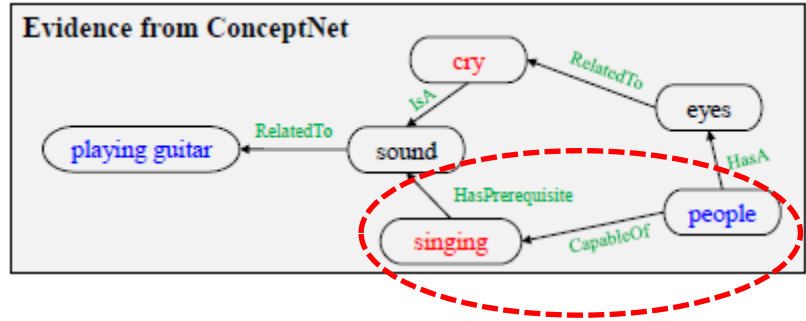 Evidence from ConceptNet
cry
RelatedTo
IsA
eyes
RelatedTo
playing guitar
sound
HasA
HasPrerequisite
people
singing
CapableOf